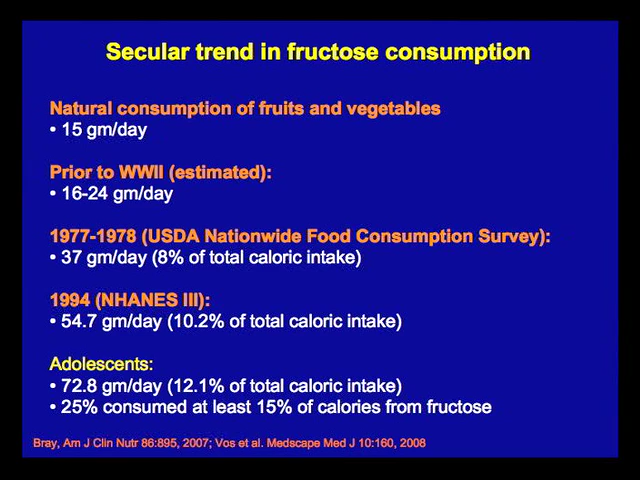 Secular trend in fructose consumption
Natural consumption of fruits and vegetables
• 15 gm/day
Prior to WWII (estimated):
• 16-24 gm/day
1977-1978 (USDA Nationwide Food Consumption Survey):
• 37 gm/day (8% of total caloric intake)
1994 (NHANES III):
• 54.7 gm/day (10.2% of total caloric intake)
Adolescents:
• 72.8 gm/day (12.1% of total caloric intake)
• 25% consumed at least 15% of calories from fructose
Bray, Am J Clin Nutr 86:895, 2007; Vos et al. Medscape Med J 10:160, 2008